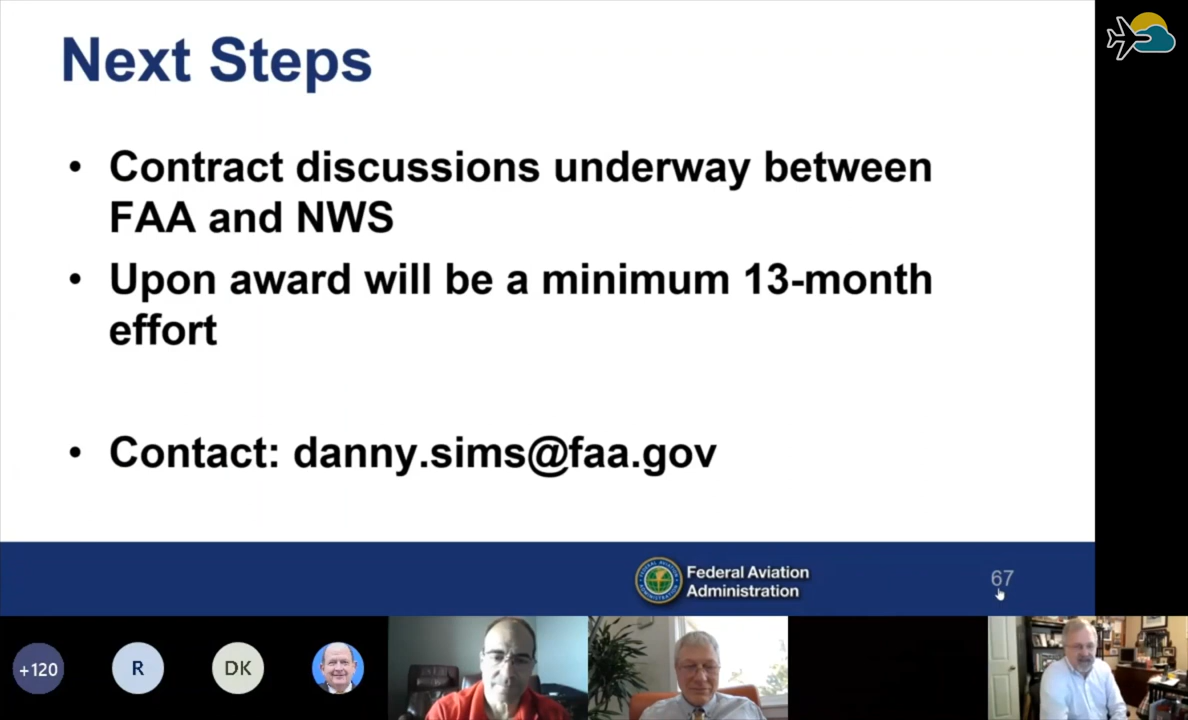 Next Steps
• Contract discussions underway between
FAA and NWS
• Upon award will be a minimum 13-month
effort
• Contact: danny.sims@faa.gov
Federal Aviation
Administration
67
+120
R
DK